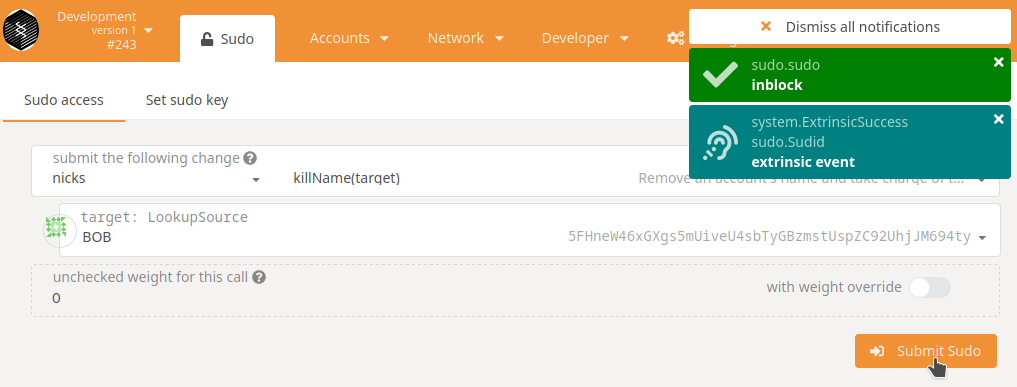 Development
version 1
#243
Sudo
Accounts
Network
Developer
Dismiss all notifications
sudo.sudo
inblock
system.ExtrinsicSuccess
sudo.Sudid
extrinsic event
Sudo access
Set sudo key
submit the following change
nicks
killName(target)
Remove an account's name and take charge of t...
target: LookupSource
BOB
5FHneW46xGXgs5mUiveU4sbTyGBzmstUspZC92UhjJM694ty
unchecked weight for this call
0
with weight override
Submit Sudo